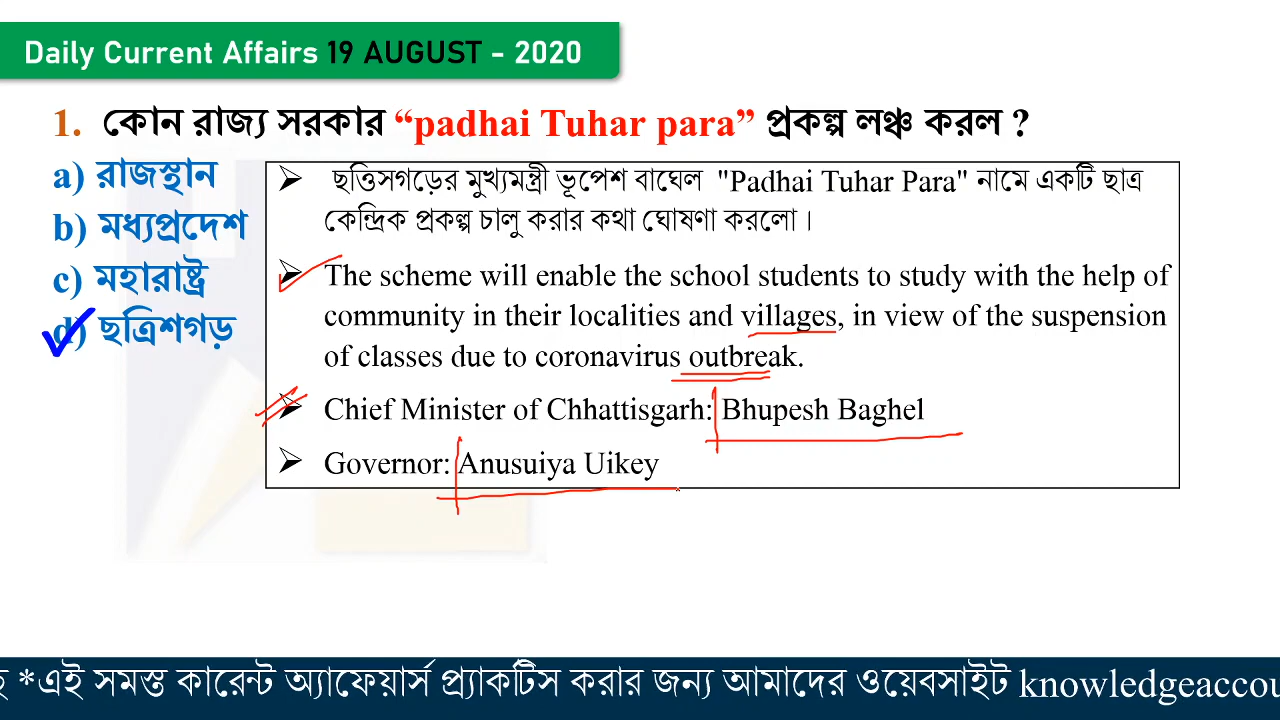 Daily Current Affairs 19 AUGUST - 2020
1. কোন রাজ্য সরকার “padhai Tuhar para” প্রকল্প লঞ্চ করল ?
a) রাজস্থান
b) মধ্যপ্রদেশ
c) মহারাষ্ট্র
d) ছত্রিশগড়
➢ ছত্তিসগড়ের মুখ্যমন্ত্রী ভূপেশ বাঘেল "Padhai Tuhar Para" নামে একটি ছাত্র
কেন্দ্রিক প্রকল্প চালু করার কথা ঘোষণা করলো।
➢ The scheme will enable the school students to study with the help of
community in their localities and villages, in view of the suspension
of classes due to coronavirus outbreak.
➢ Chief Minister of Chhattisgarh: Bhupesh Baghel
➢ Governor: Anusuiya Uikey
*এই সমস্ত কারেন্ট অ্যাফেয়ার্স প্র্যাকটিস করার জন্য আমাদের ওয়েবসাইট knowledgeaccou